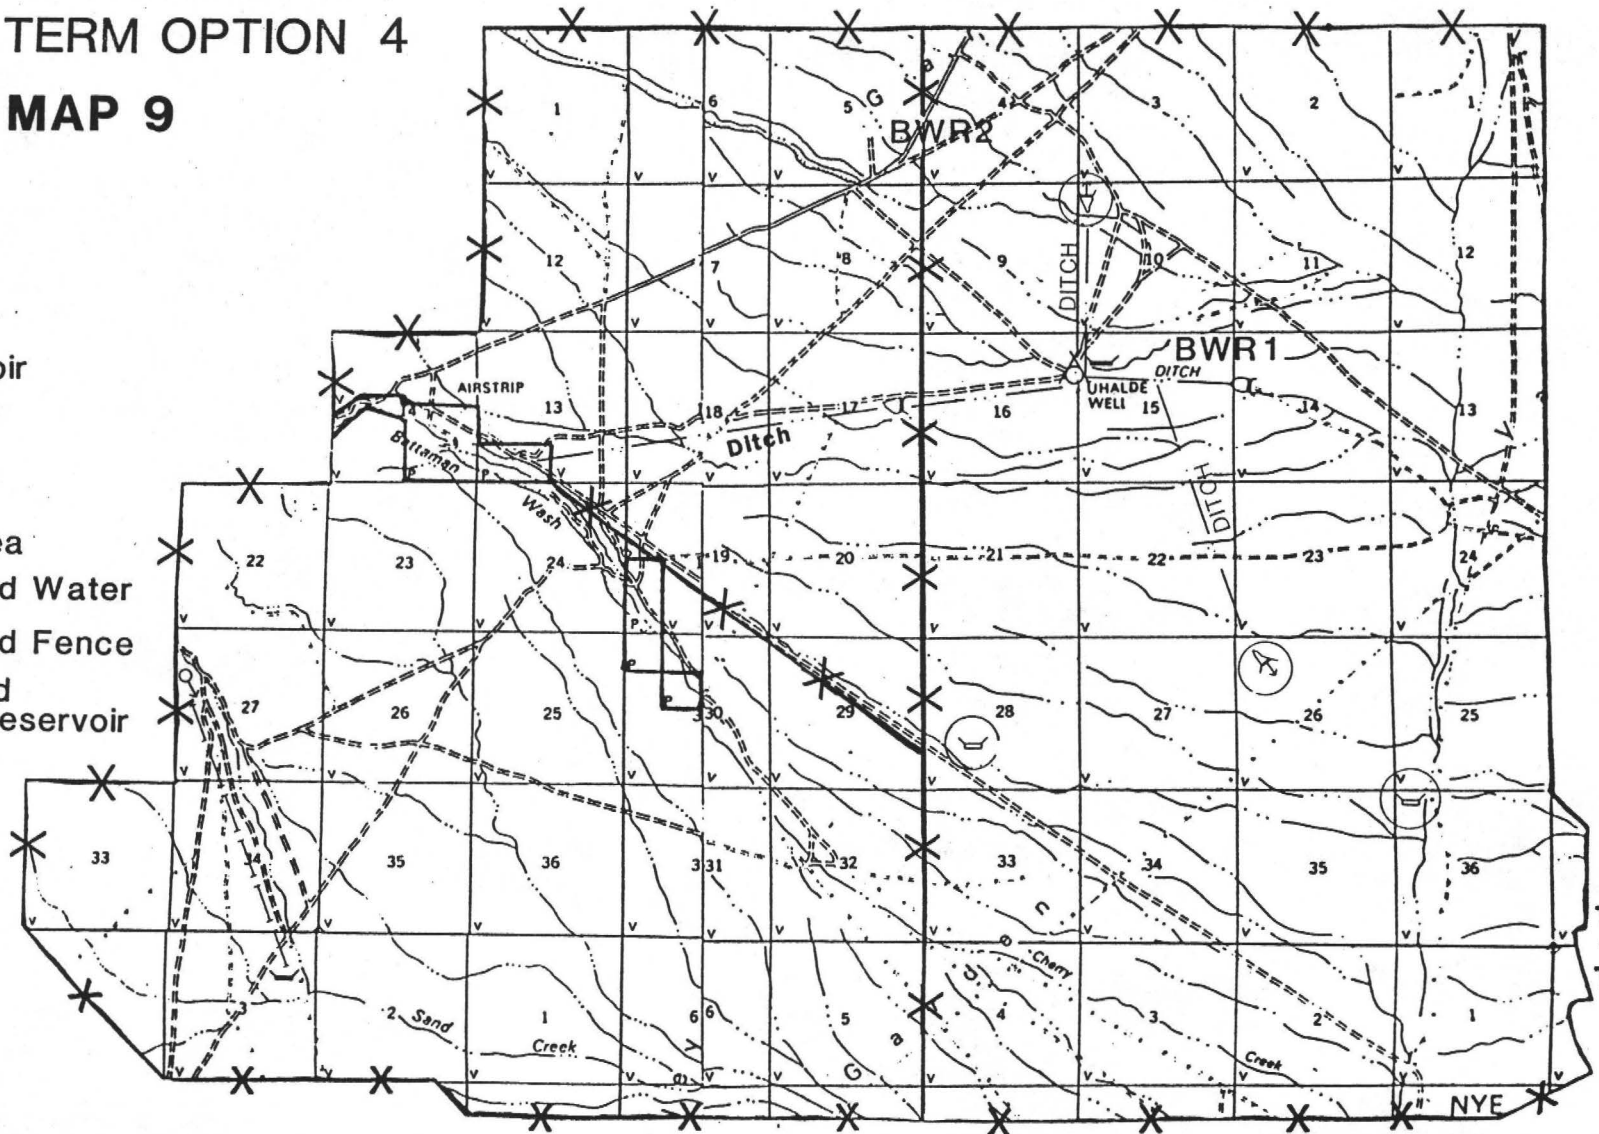 TERM OPTION 4
MAP 9
oir
ea
d Water
d Fence
d
eservoir
1 6 5 G a 4 3 2 1
BWR2
12 7 8 9 10 11 12
DITCH
BWR1
DITCH
AIRSTRIP
UHALDE
WELL
13 18 17 16 15 14 13
Ditch
Battaman
Wash
DITCH
22 23 24 19 20 21 22 23 24
27 26 25 30 29 28 27 26 25
33 34 35 36 31 32 33 34 35 36
Cherry
3 2 1 6 6 5 4 3 2 1
Sand
Creek
Creek
G a
NYE